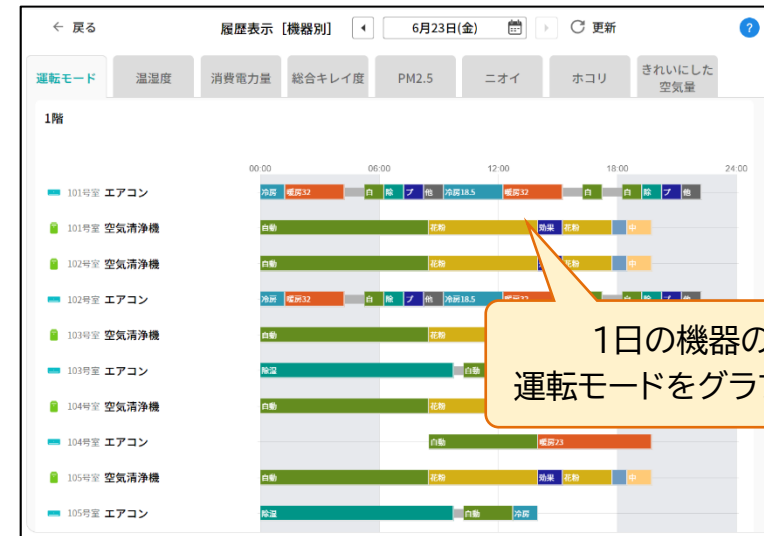 ← 戻る 履歴表示［機器別］ 6月23日(金) 更新 ?
運転モード 温湿度 消費電力量 総合キレイ度 PM2.5 ニオイ ホコリ きれいにした
空気量
1階
00:00 06:00 12:00 18:00 24:00
101号室 エアコン 冷房 暖房32 自 除 プ 他 冷房18.5 暖房32 自 自 除 プ 他
101号室 空気清浄機 自動 花粉 効果 花粉 中
102号室 空気清浄機 自動 花粉 花粉 中
102号室 エアコン 冷房 暖房32 自 除 プ 他 冷房18.5
103号室 空気清浄機 自動 花粉
103号室 エアコン 除湿 自動
104号室 空気清浄機 自動 花粉
104号室 エアコン 自動 暖房23
105号室 空気清浄機 自動 花粉 効果 花粉 中
105号室 エアコン 除湿 自動 冷房
1日の機器の
運転モードをグラ